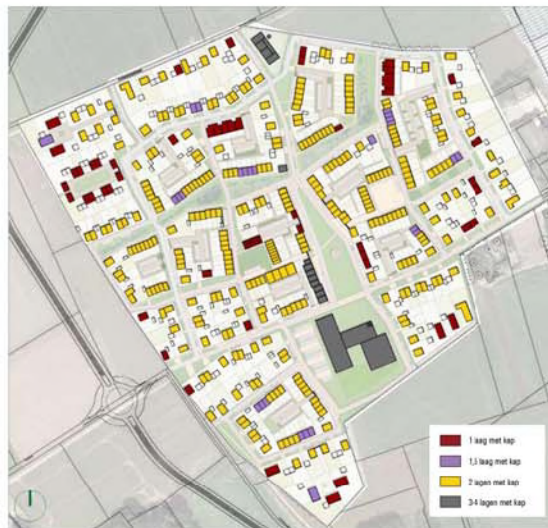 1 laag met kap
1,5 laag met kap
2 lagen met kap
3-4 lagen met kap